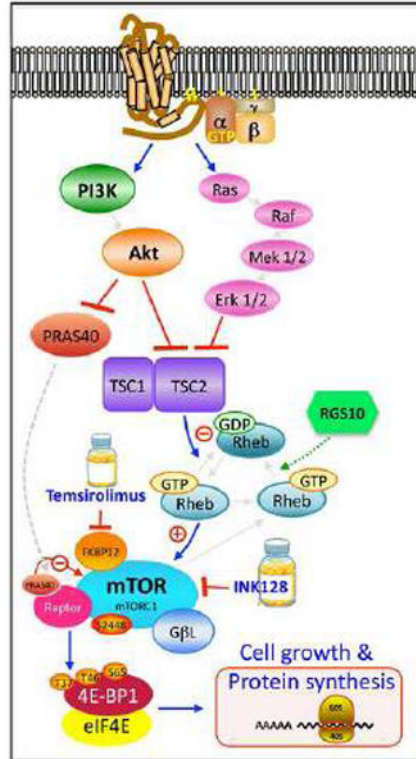 α
GTP
γ
β
PI3K
Ras
Raf
Akt
Mek 1/2
Erk 1/2
PRAS40
TSC1
TSC2
GDP
Rheb
RGS10
GTP
Rheb
GTP
Rheb
Temsirolimus
FKBP12
PRAS40
mTOR
mTORC1
INK128
Raptor
S2448
GβL
T37
T46
S65
4E-BP1
eIF4E
Cell growth &
Protein synthesis
60S
40S
AAAAA